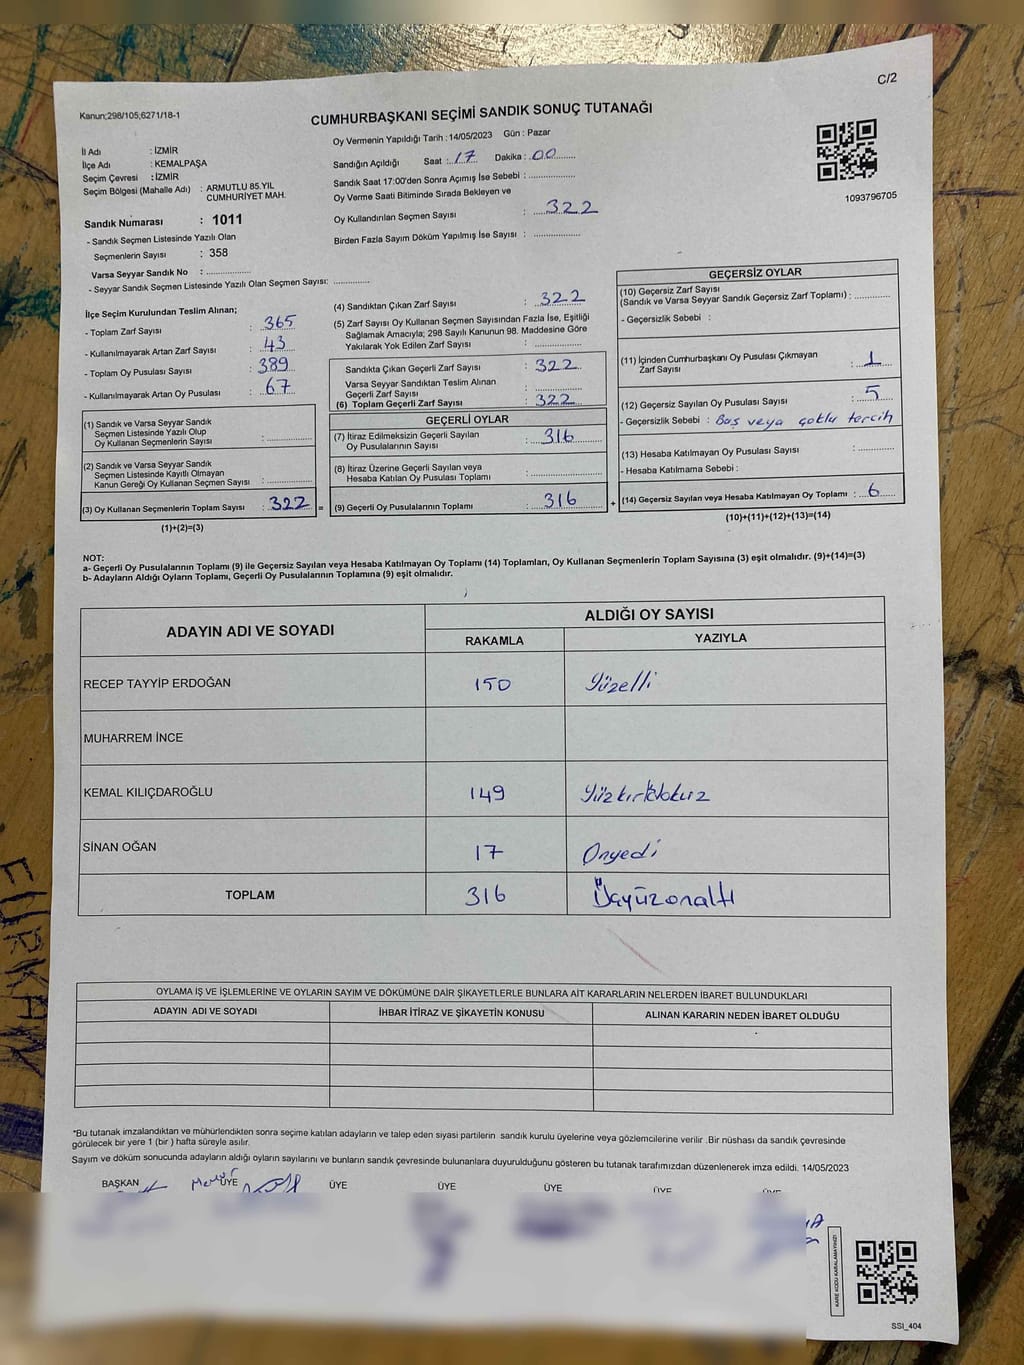 C/2
Kanun;298/105;6271/18-1
CUMHURBAŞKANI SEÇİMİ SANDIK SONUÇ TUTANAĞI
Oy Vermenin Yapıldığı Tarih : 14/05/2023 Gün : Pazar
İl Adı : İZMİR
İlçe Adı : KEMALPAŞA
Seçim Çevresi : İZMİR
Seçim Bölgesi (Mahalle Adı) : ARMUTLU 85.YIL CUMHURİYET MAH.
Sandığın Açıldığı Saat : 17 Dakika : 00
Sandık Saat 17:00'den Sonra Açımış İse Sebebi :
Oy Verme Saati Bitiminde Sırada Bekleyen ve
Oy Kullandırılan Seçmen Sayısı : 322
Birden Fazla Sayım Döküm Yapılmış İse Sayısı :
1093796705
Sandık Numarası : 1011
- Sandık Seçmen Listesinde Yazılı Olan
Seçmenlerin Sayısı : 358
Varsa Seyyar Sandık No :
- Seyyar Sandık Seçmen Listesinde Yazılı Olan Seçmen Sayısı:
İlçe Seçim Kurulundan Teslim Alınan;
- Toplam Zarf Sayısı : 365
- Kullanılmayarak Artan Zarf Sayısı : 43
- Toplam Oy Pusulası Sayısı : 389
- Kullanılmayarak Artan Oy Pusulası : 67
(1) Sandık ve Varsa Seyyar Sandık
Seçmen Listesinde Yazılı Olup
Oy Kullanan Seçmenlerin Sayısı :
(2) Sandık ve Varsa Seyyar Sandık
Seçmen Listesinde Kayıtlı Olmayan
Kanun Gereği Oy Kullanan Seçmen Sayısı :
(3) Oy Kullanan Seçmenlerin Toplam Sayısı : 322 =
(1)+(2)=(3)
(4) Sandıktan Çıkan Zarf Sayısı : 322
(5) Zarf Sayısı Oy Kullanan Seçmen Sayısından Fazla İse, Eşitliği
Sağlamak Amacıyla; 298 Sayılı Kanunun 98. Maddesine Göre
Yakılarak Yok Edilen Zarf Sayısı :
Sandıkta Çıkan Geçerli Zarf Sayısı : 322
Varsa Seyyar Sandıktan Teslim Alınan
Geçerli Zarf Sayısı :
(6) Toplam Geçerli Zarf Sayısı : 322
GEÇERLİ OYLAR
(7) İtiraz Edilmeksizin Geçerli Sayılan
Oy Pusulalarının Sayısı : 316
(8) İtiraz Üzerine Geçerli Sayılan veya
Hesaba Katılan Oy Pusulası Toplamı :
(9) Geçerli Oy Pusulalarının Toplamı : 316 +
GEÇERSİZ OYLAR
(10) Geçersiz Zarf Sayısı
(Sandık ve Varsa Seyyar Sandık Geçersiz Zarf Toplamı) :
- Geçersizlik Sebebi :
(11) İçinden Cumhurbaşkanı Oy Pusulası Çıkmayan
Zarf Sayısı : 1
(12) Geçersiz Sayılan Oy Pusulası Sayısı : 5
- Geçersizlik Sebebi : Boş veya çoklu tercih
(13) Hesaba Katılmayan Oy Pusulası Sayısı :
- Hesaba Katılmama Sebebi :
(14) Geçersiz Sayılan veya Hesaba Katılmayan Oy Toplamı : 6
(10)+(11)+(12)+(13)=(14)
NOT:
a- Geçerli Oy Pusulalarının Toplamı (9) ile Geçersiz Sayılan veya Hesaba Katılmayan Oy Toplamı (14) Toplamları, Oy Kullanan Seçmenlerin Toplam Sayısına (3) eşit olmalıdır. (9)+(14)=(3)
b- Adayların Aldığı Oyların Toplamı, Geçerli Oy Pusulalarının Toplamına (9) eşit olmalıdır.
ADAYIN ADI VE SOYADI
ALDIĞI OY SAYISI
RAKAMLA YAZIYLA
RECEP TAYYİP ERDOĞAN 150 Yüzelli
MUHARREM İNCE
KEMAL KILIÇDAROĞLU 149 Yüzkırkdokuz
SİNAN OĞAN 17 Onyedi
TOPLAM 316 Üçyüzonaltı
OYLAMA İŞ VE İŞLEMLERİNE VE OYLARIN SAYIM VE DÖKÜMÜNE DAİR ŞİKAYETLERLE BUNLARA AİT KARARLARIN NELERDEN İBARET BULUNDUKLARI
ADAYIN ADI VE SOYADI İHBAR İTİRAZ VE ŞİKAYETİN KONUSU ALINAN KARARIN NEDEN İBARET OLDUĞU
*Bu tutanak imzalandıktan ve mühürlendikten sonra seçime katılan adayların ve talep eden siyasi partilerin sandık kurulu üyelerine veya gözlemcilerine verilir .Bir nüshası da sandık çevresinde
görülecek bir yere 1 (bir ) hafta süreyle asılır.
Sayım ve döküm sonucunda adayların aldığı oyların sayılarını ve bunların sandık çevresinde bulunanlara duyurulduğunu gösteren bu tutanak tarafımızdan düzenlenerek imza edildi. 14/05/2023
BAŞKAN ÜYE ÜYE ÜYE ÜYE ÜYE ÜYE
KARE KODU KARALAMAYINIZ!
SSI_404